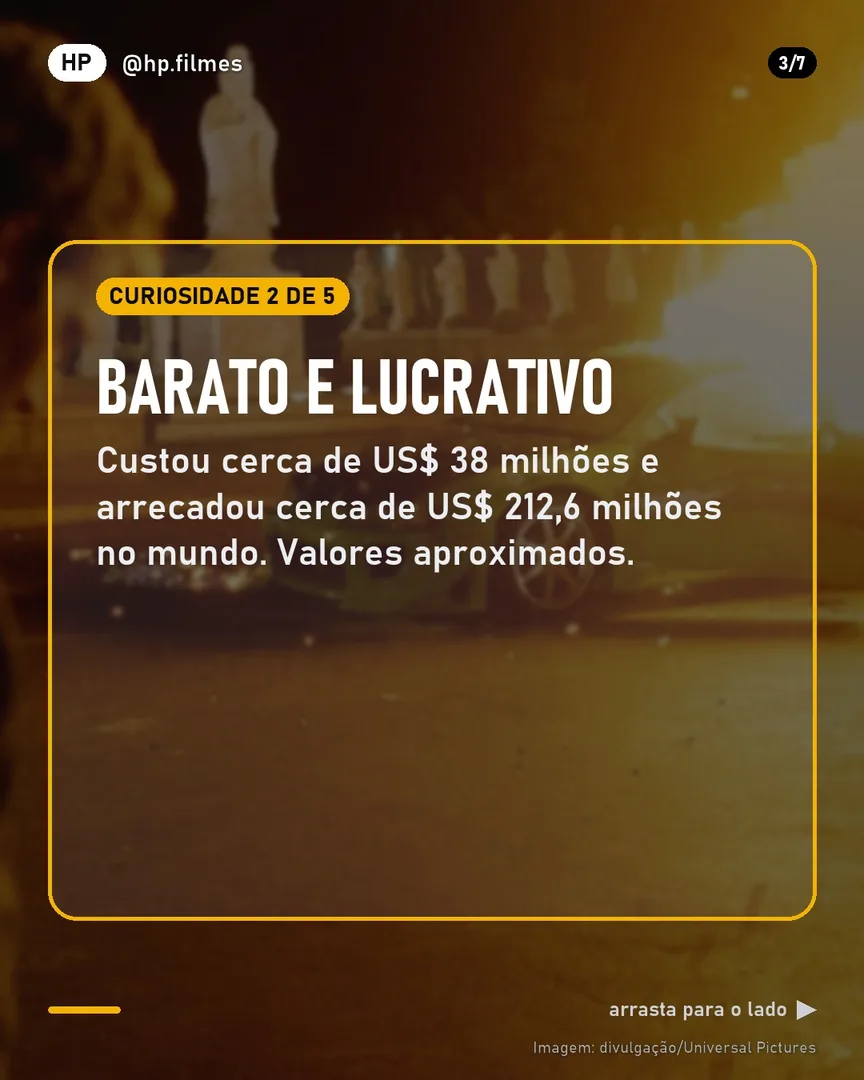 HP @hp.filmes 3/7
CURIOSIDADE 2 DE 5
BARATO E LUCRATIVO
Custou cerca de US$ 38 milhões e
arrecadou cerca de US$ 212,6 milhões
no mundo. Valores aproximados.
arrasta para o lado ▶
Imagem: divulgação/Universal Pictures